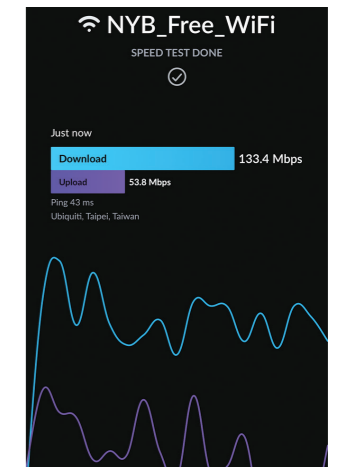 NYB_Free_WiFi
SPEED TEST DONE
Just now
Download 133.4 Mbps
Upload 53.8 Mbps
Ping 43 ms
Ubiquiti, Taipei, Taiwan